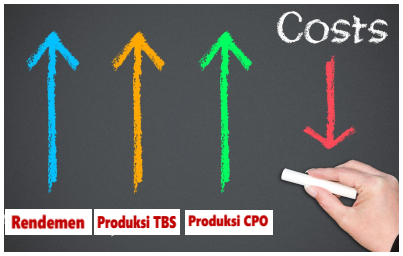 Costs
Rendemen
Produksi TBS
Produksi CPO